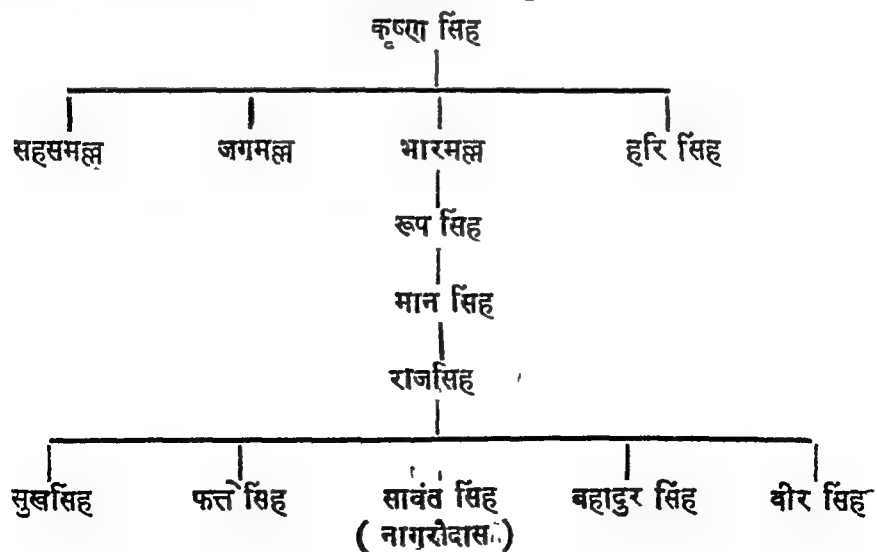 कृष्ण सिंह
सहसमल्ल जगमल्ल भारमल्ल हरि सिंह
रूप सिंह
मान सिंह
राजसिंह
सुखसिंह फत्ते सिंह सावंत सिंह बहादुर सिंह वीर सिंह
( नागरीदास )